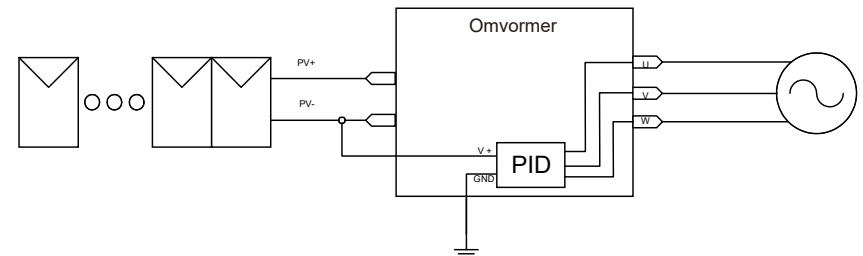 Omvormer
PV+
PV-
U
V
W
V +
PID
GND